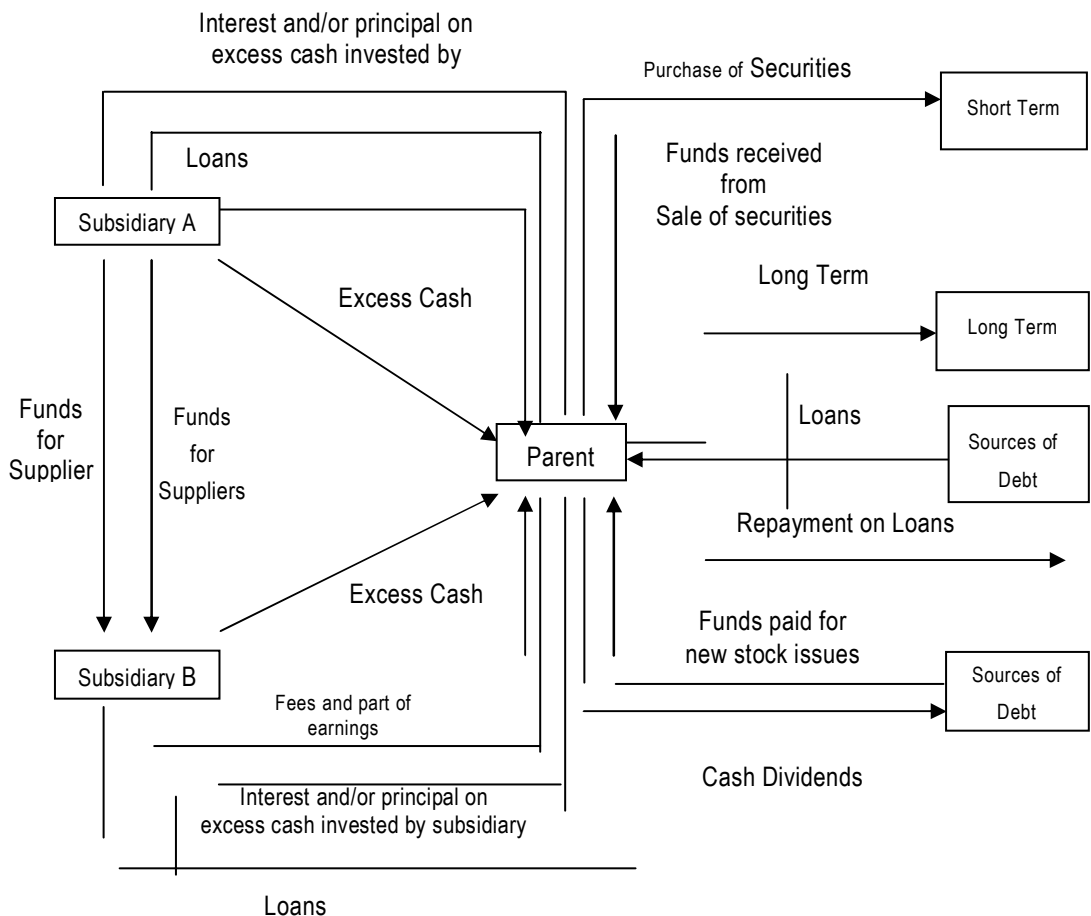 Interest and/or principal on
excess cash invested by
Purchase of Securities
Short Term
Loans
Funds received
from
Sale of securities
Subsidiary A
Long Term
Excess Cash
Long Term
Funds
for
Supplier
Funds
for
Suppliers
Loans
Parent
Sources of
Debt
Repayment on Loans
Excess Cash
Funds paid for
new stock issues
Subsidiary B
Sources of
Debt
Fees and part of
earnings
Cash Dividends
Interest and/or principal on
excess cash invested by subsidiary
Loans